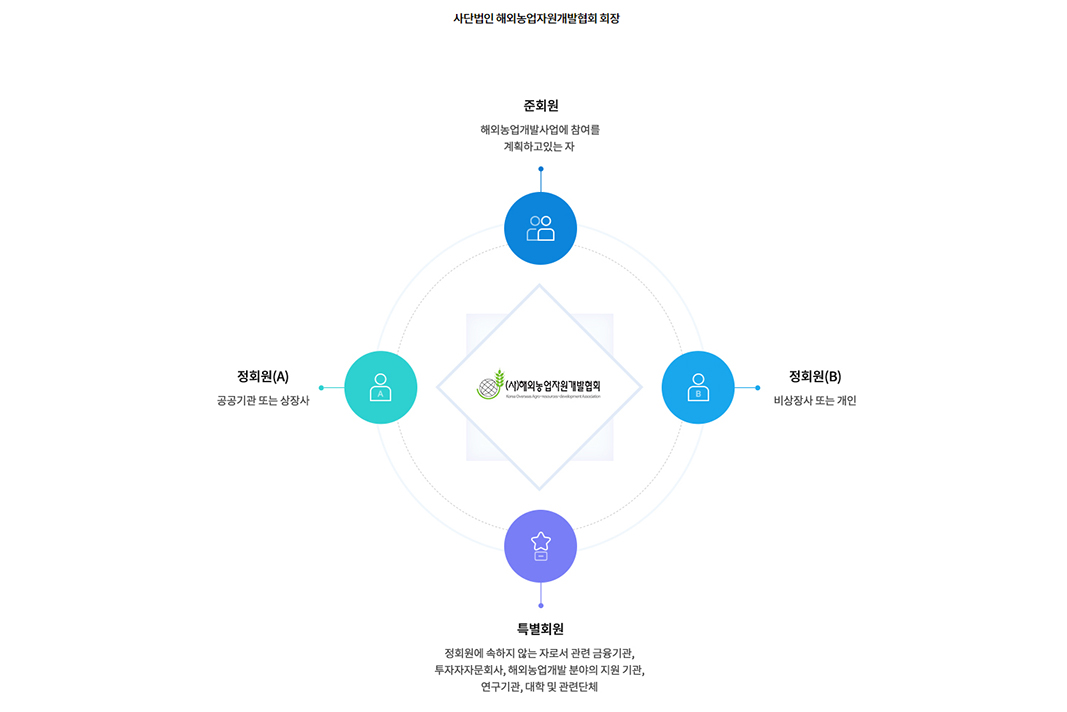 사단법인 해외농업자원개발협회 회장
준회원
해외농업개발사업에 참여를
계획하고있는 자
정회원(A)
공공기관 또는 상장사
A
(사)해외농업자원개발협회
Korea Overseas Agro-resources Development Association
B
정회원(B)
비상장사 또는 개인
특별회원
정회원에 속하지 않는 자로서 관련 금융기관,
투자자자문회사, 해외농업개발 분야의 지원 기관,
연구기관, 대학 및 관련단체